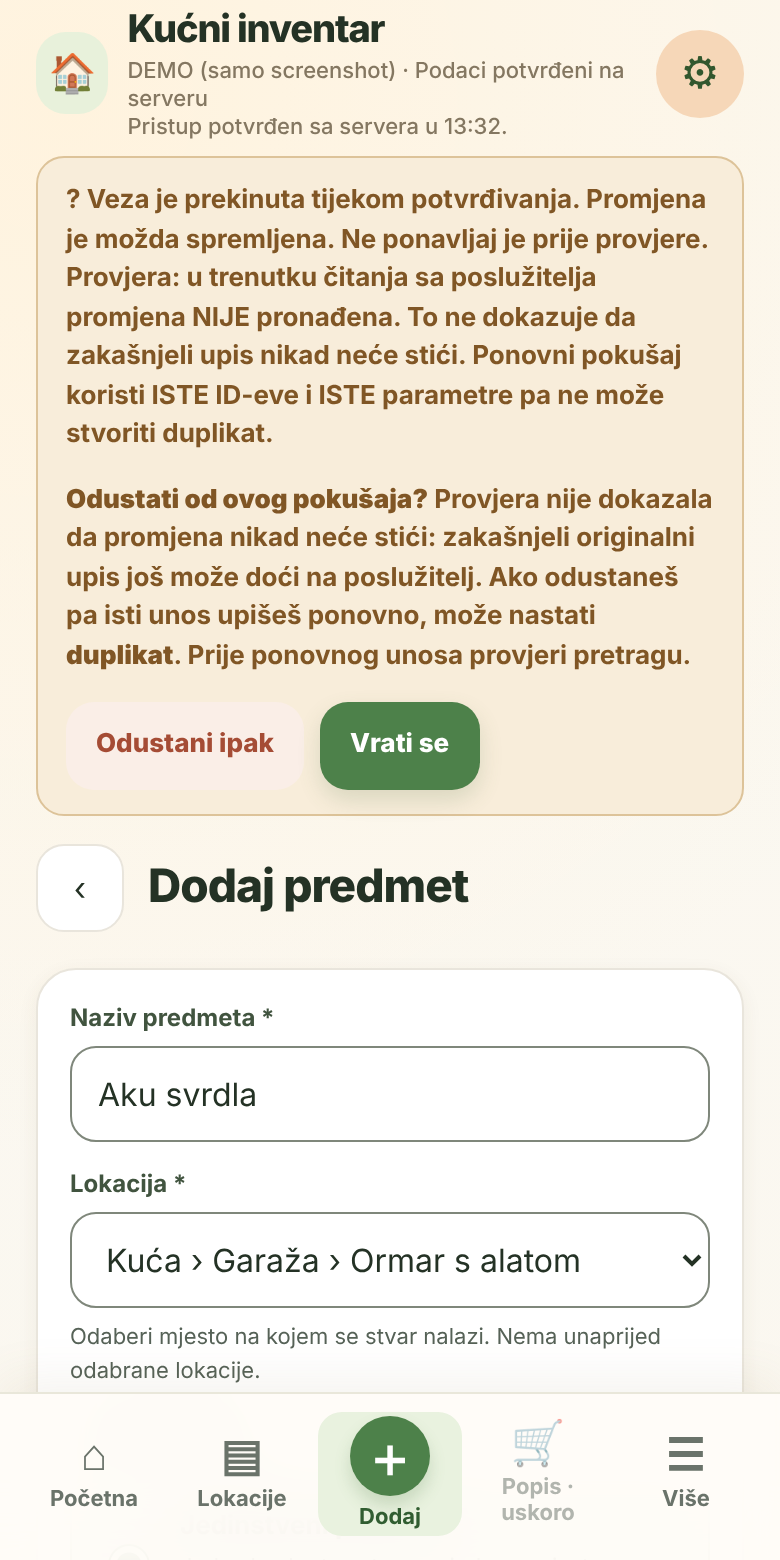 Kućni inventar
DEMO (samo screenshot) · Podaci potvrđeni na
serveru
Pristup potvrđen sa servera u 13:32.
? Veza je prekinuta tijekom potvrđivanja. Promjena
je možda spremljena. Ne ponavljaj je prije provjere.
Provjera: u trenutku čitanja sa poslužitelja
promjena NIJE pronađena. To ne dokazuje da
zakašnjeli upis nikad neće stići. Ponovni pokušaj
koristi ISTE ID-eve i ISTE parametre pa ne može
stvoriti duplikat.
Odustati od ovog pokušaja? Provjera nije dokazala
da promjena nikad neće stići: zakašnjeli originalni
upis još može doći na poslužitelj. Ako odustaneš
pa isti unos upišeš ponovno, može nastati
duplikat. Prije ponovnog unosa provjeri pretragu.
Odustani ipak
Vrati se
‹ Dodaj predmet
Naziv predmeta *
Aku svrdla
Lokacija *
Kuća › Garaža › Ormar s alatom
Odaberi mjesto na kojem se stvar nalazi. Nema unaprijed
odabrane lokacije.
Početna
Lokacije
+
Dodaj
Popis ·
uskoro
Više